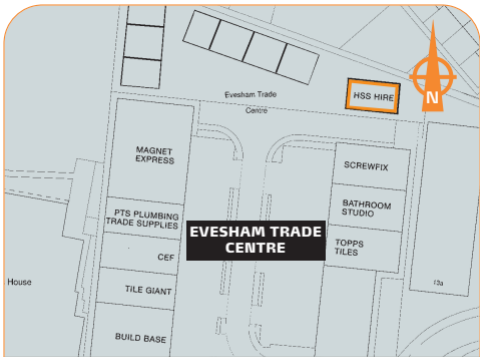 Evesham Trade
Centre
HSS HIRE
N
MAGNET
EXPRESS
SCREWFIX
PTS PLUMBING
TRADE SUPPLIES
BATHROOM
STUDIO
EVESHAM TRADE
CENTRE
CEF
TOPPS
TILES
House
TILE GIANT
13a
BUILD BASE